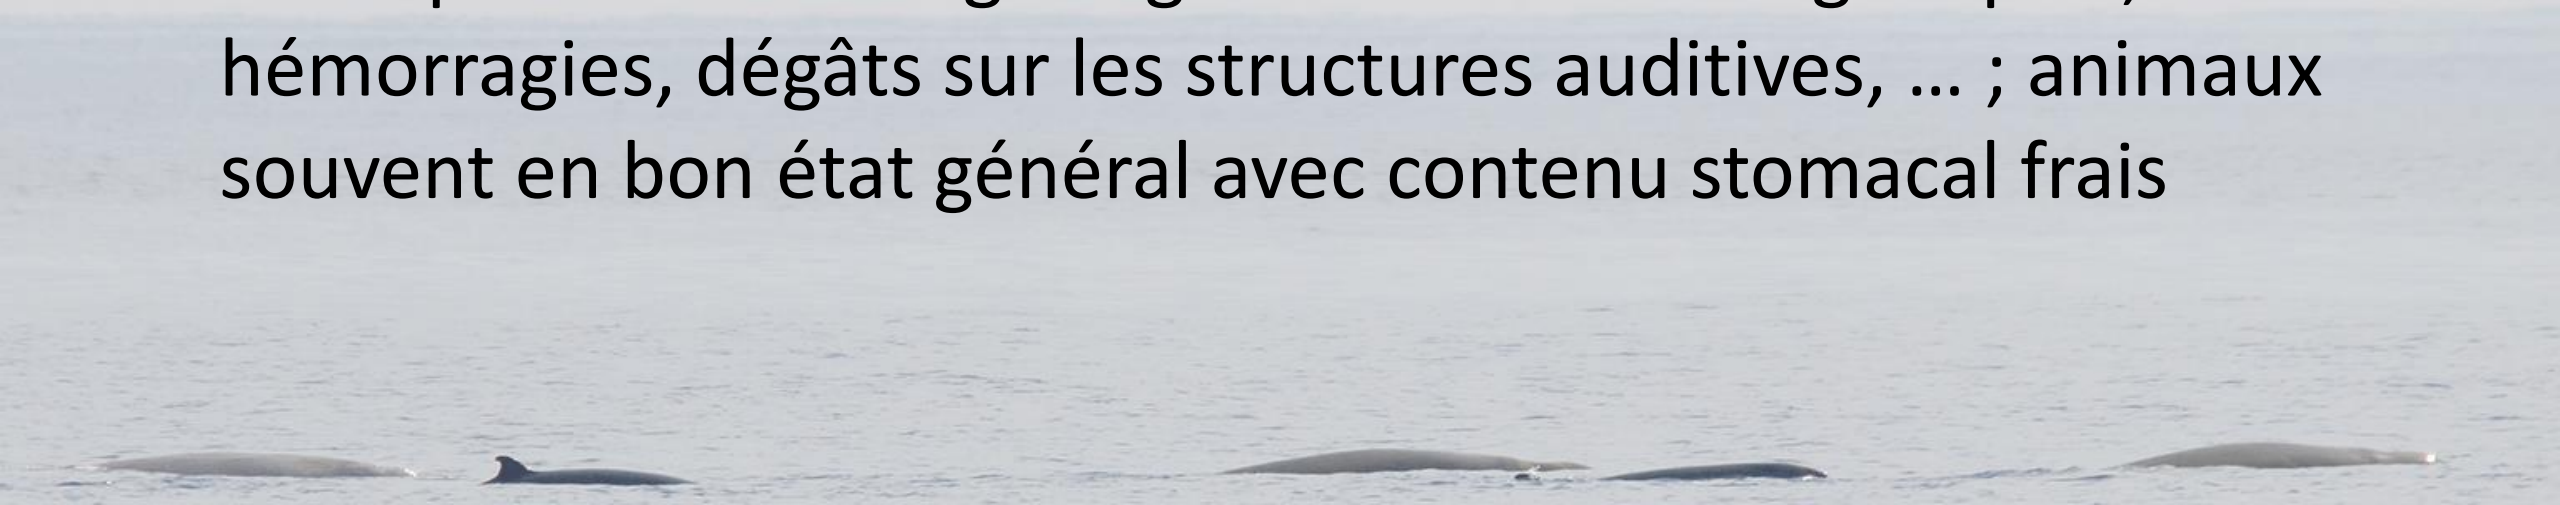 hémorragies, dégâts sur les structures auditives, … ; animaux
souvent en bon état général avec contenu stomacal frais